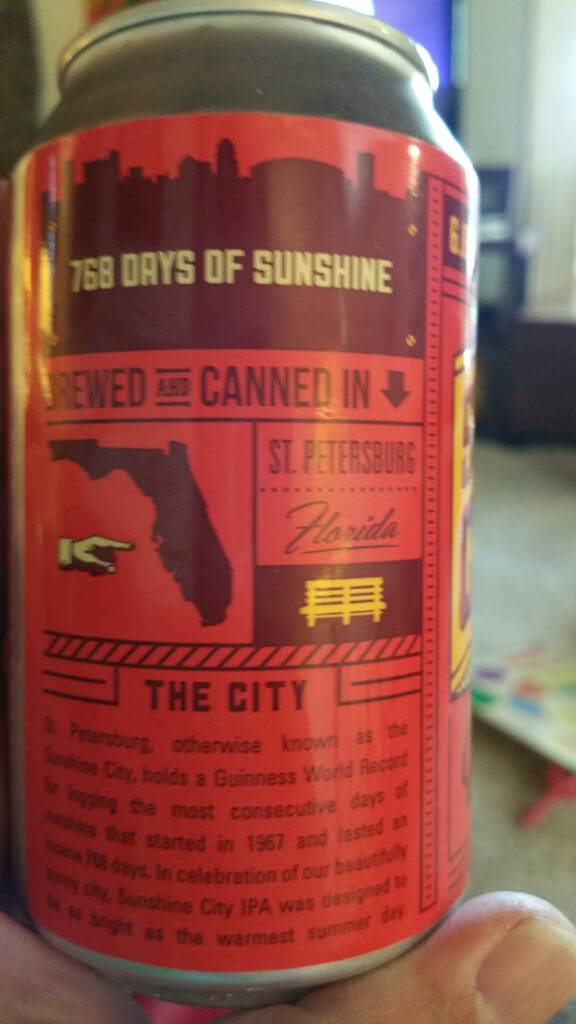 768 DAYS OF SUNSHINE
BREWED AND CANNED IN
ST. PETERSBURG
Florida
THE CITY
St. Petersburg, otherwise known as the
Sunshine City, holds a Guinness World Record
for logging the most consecutive days of
sunshine that started in 1967 and lasted an
insane 768 days. In celebration of our beautifully
sunny city, Sunshine City IPA was designed to
be as bright as the warmest summer day.